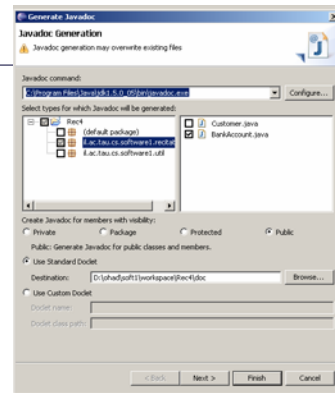 Generate Javadoc
Javadoc Generation
Javadoc generation may overwrite existing files
Javadoc command:
C:\Program Files\Java\jdk1.5.0_05\bin\javadoc.exe
Configure...
Select types for which Javadoc will be generated:
Rec4
(default package)
il.ac.tau.cs.software1.recitat
il.ac.tau.cs.software1.util
Customer.java
BankAccount.java
Create Javadoc for members with visibility:
Private Package Protected Public
Public: Generate Javadoc for public classes and members.
Use Standard Doclet
Destination: D:\ohad\soft1\workspace\Rec4\doc Browse...
Use Custom Doclet
Doclet name:
Doclet class path:
< Back Next > Finish Cancel